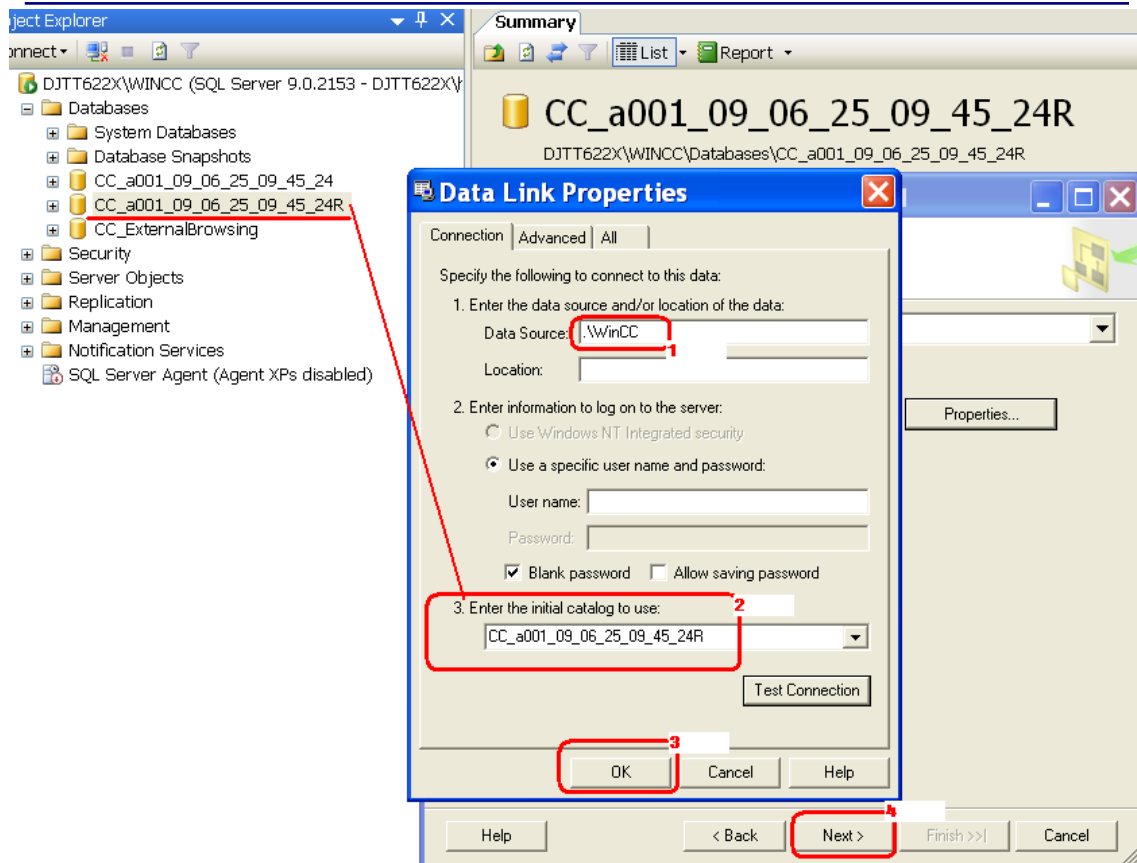 ject Explorer
onnect
DJTT622X\WINCC (SQL Server 9.0.2153 - DJTT622X\
Databases
System Databases
Database Snapshots
CC_a001_09_06_25_09_45_24
CC_a001_09_06_25_09_45_24R
CC_ExternalBrowsing
Security
Server Objects
Replication
Management
Notification Services
SQL Server Agent (Agent XPs disabled)
Summary
List Report
CC_a001_09_06_25_09_45_24R
DJTT622X\WINCC\Databases\CC_a001_09_06_25_09_45_24R
Data Link Properties
Connection Advanced All
Specify the following to connect to this data:
1. Enter the data source and/or location of the data:
Data Source: .\WinCC
1
Location:
2. Enter information to log on to the server:
Use Windows NT Integrated security
Use a specific user name and password:
User name:
Password:
Blank password Allow saving password
3. Enter the initial catalog to use: 2
CC_a001_09_06_25_09_45_24R
Test Connection
3
OK Cancel Help
Properties...
4
Help < Back Next > Finish >>| Cancel